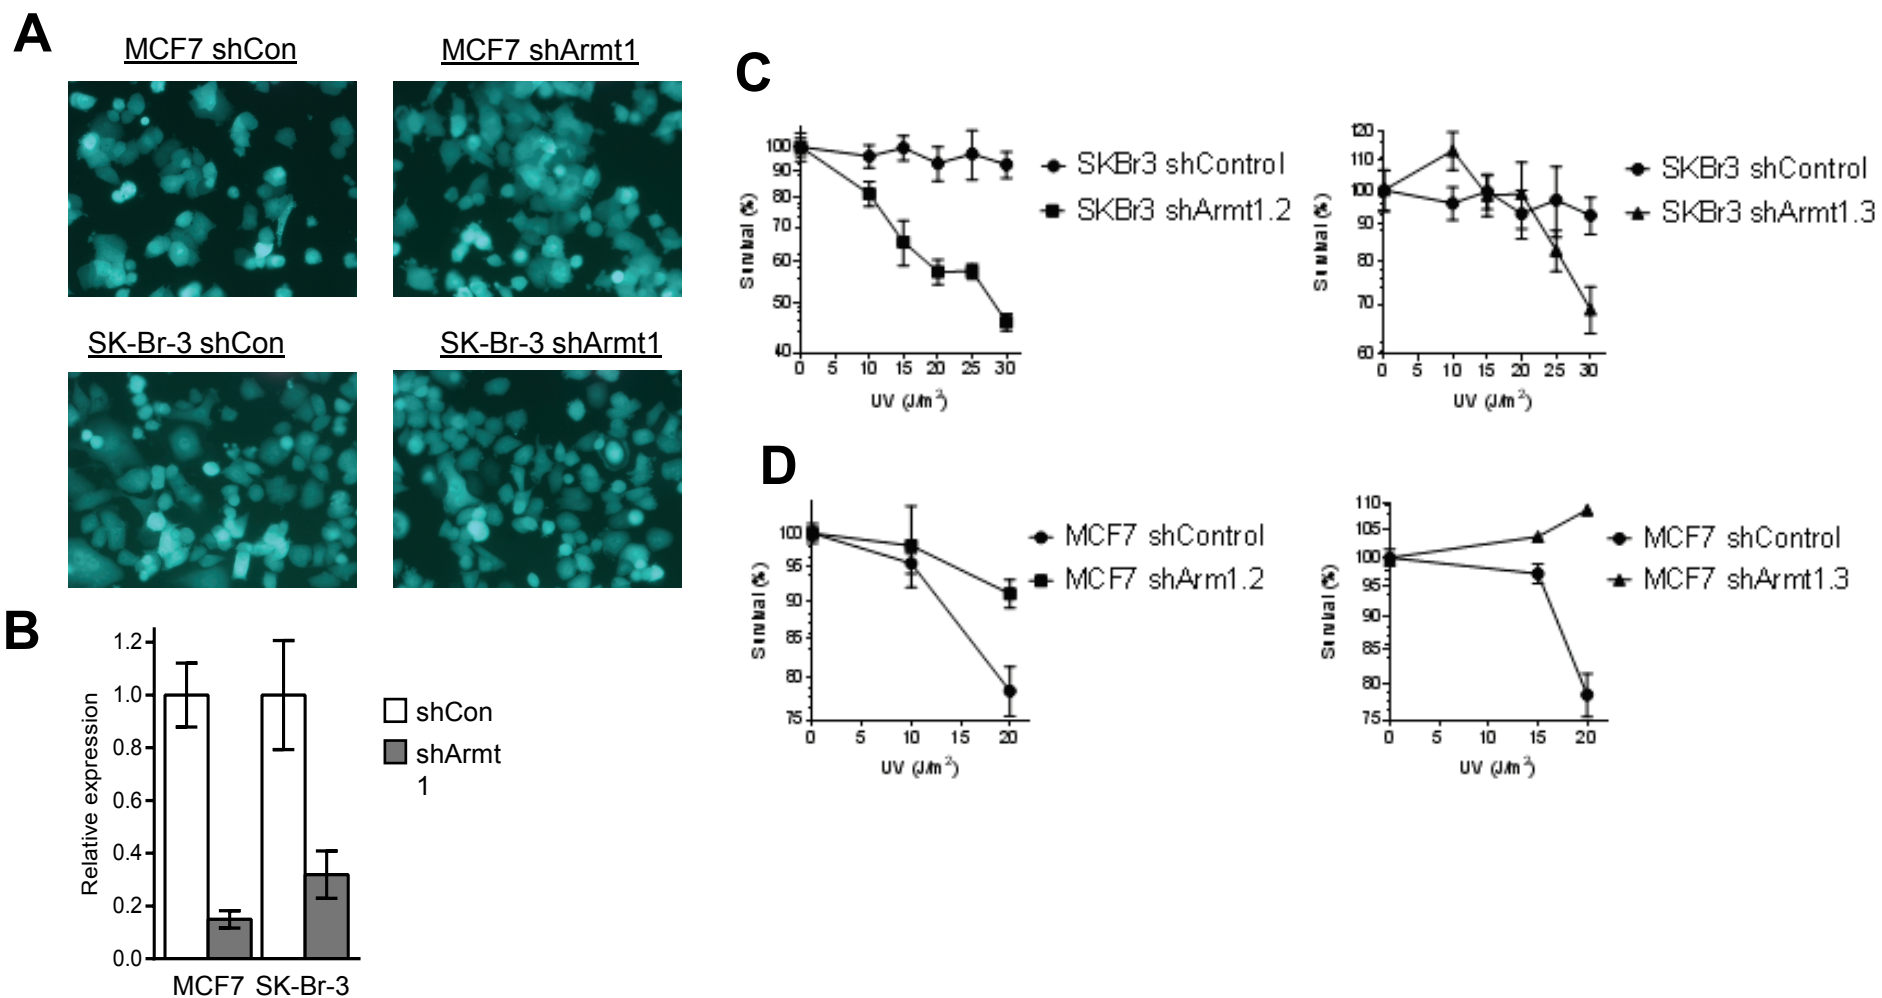 A
MCF7 shCon
MCF7 shArmt1
SK-Br-3 shCon
SK-Br-3 shArmt1
B
Relative expression
1.2
1.0
0.8
0.6
0.4
0.2
0.0
MCF7 SK-Br-3
shCon
shArmt
1
C
Survival (%)
100
90
80
70
60
50
40
0 5 10 15 20 25 30
UV (J/m²)
SKBr3 shControl
SKBr3 shArmt1.2
Survival (%)
120
110
100
90
80
70
60
0 5 10 15 20 25 30
UV (J/m²)
SKBr3 shControl
SKBr3 shArmt1.3
D
Survival (%)
100
95
90
85
80
75
0 5 10 15 20
UV (J/m²)
MCF7 shControl
MCF7 shArm1.2
Survival (%)
110
105
100
95
90
85
80
75
0 5 10 15 20
UV (J/m²)
MCF7 shControl
MCF7 shArmt1.3